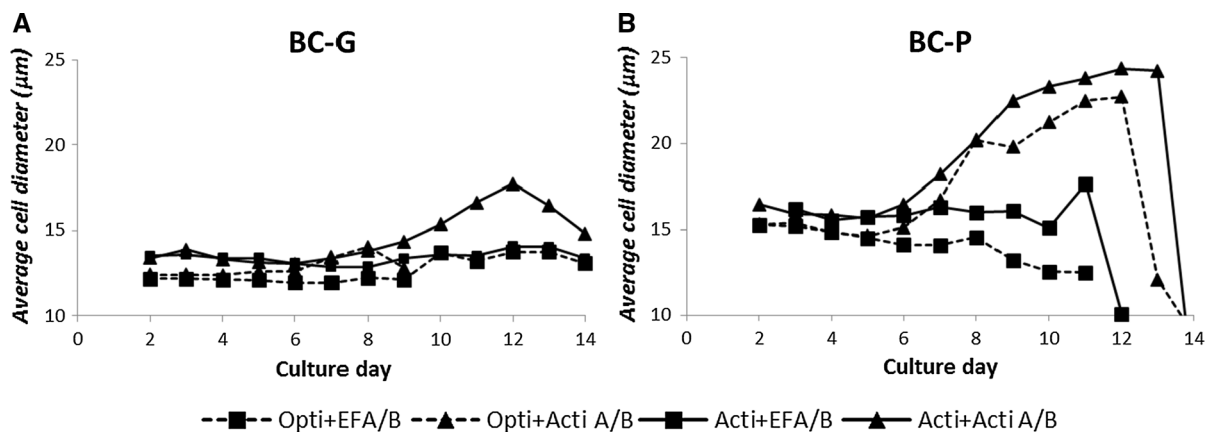 A
BC-G
Average cell diameter (μm)
25
20
15
10
0
2
4
6
8
10
12
14
Culture day
B
BC-P
Average cell diameter (μm)
25
20
15
10
0
2
4
6
8
10
12
14
Culture day
Opti+EFA/B
Opti+Acti A/B
Acti+EFA/B
Acti+Acti A/B